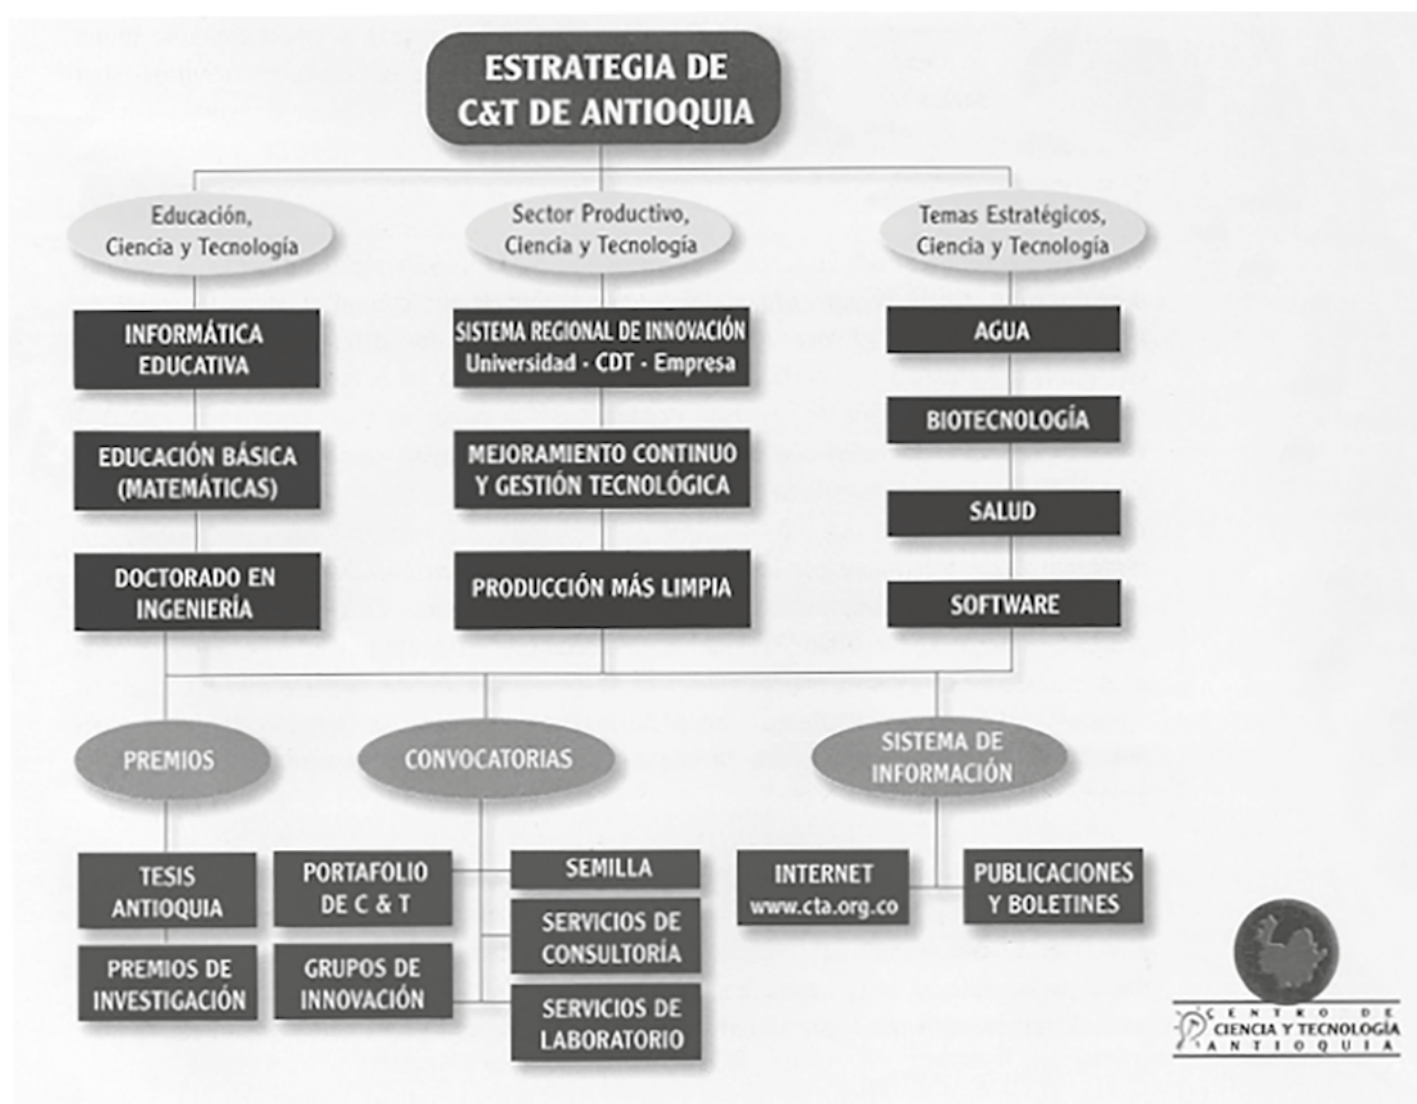 ESTRATEGIA DE
C&T DE ANTIOQUIA
Educación,
Ciencia y Tecnología
Sector Productivo,
Ciencia y Tecnología
Temas Estratégicos,
Ciencia y Tecnología
INFORMÁTICA
EDUCATIVA
EDUCACIÓN BÁSICA
(MATEMÁTICAS)
DOCTORADO EN
INGENIERÍA
SISTEMA REGIONAL DE INNOVACIÓN
Universidad - CDT - Empresa
MEJORAMIENTO CONTINUO
Y GESTIÓN TECNOLÓGICA
PRODUCCIÓN MÁS LIMPIA
AGUA
BIOTECNOLOGÍA
SALUD
SOFTWARE
PREMIOS
CONVOCATORIAS
SISTEMA DE
INFORMACIÓN
TESIS
ANTIOQUIA
PREMIOS DE
INVESTIGACIÓN
PORTAFOLIO
DE C & T
GRUPOS DE
INNOVACIÓN
SEMILLA
SERVICIOS DE
CONSULTORÍA
SERVICIOS DE
LABORATORIO
INTERNET
www.cta.org.co
PUBLICACIONES
Y BOLETINES
CENTRO DE
CIENCIA Y TECNOLOGÍA
ANTIOQUIA